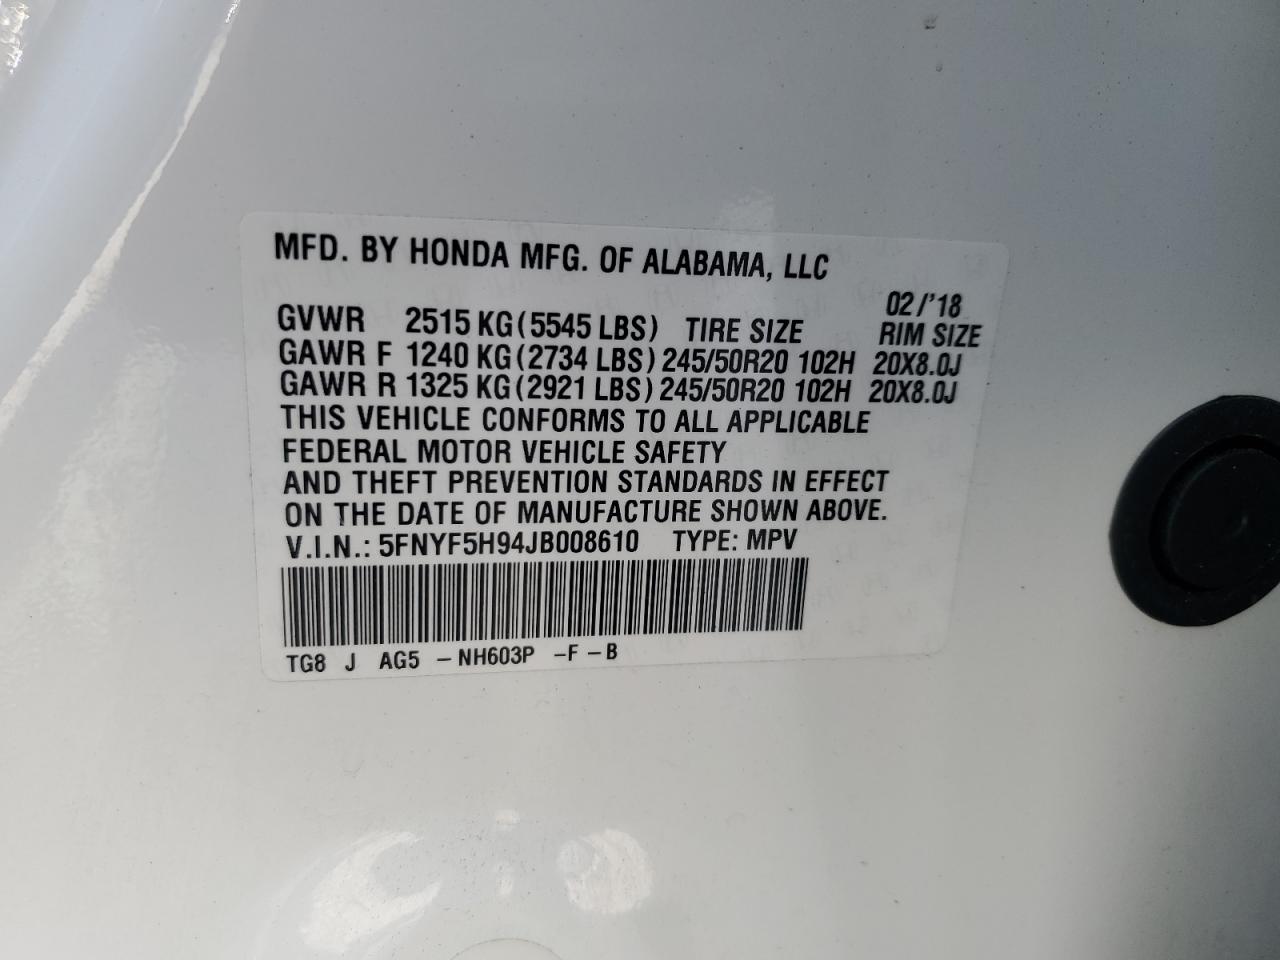 MFD. BY HONDA MFG. OF ALABAMA, LLC
02/'18
GVWR 2515 KG (5545 LBS) TIRE SIZE RIM SIZE
GAWR F 1240 KG (2734 LBS) 245/50R20 102H 20X8.0J
GAWR R 1325 KG (2921 LBS) 245/50R20 102H 20X8.0J
THIS VEHICLE CONFORMS TO ALL APPLICABLE
FEDERAL MOTOR VEHICLE SAFETY
AND THEFT PREVENTION STANDARDS IN EFFECT
ON THE DATE OF MANUFACTURE SHOWN ABOVE.
V.I.N.: 5FNYF5H94JB008610 TYPE: MPV
TG8 J AG5 -NH603P -F -B